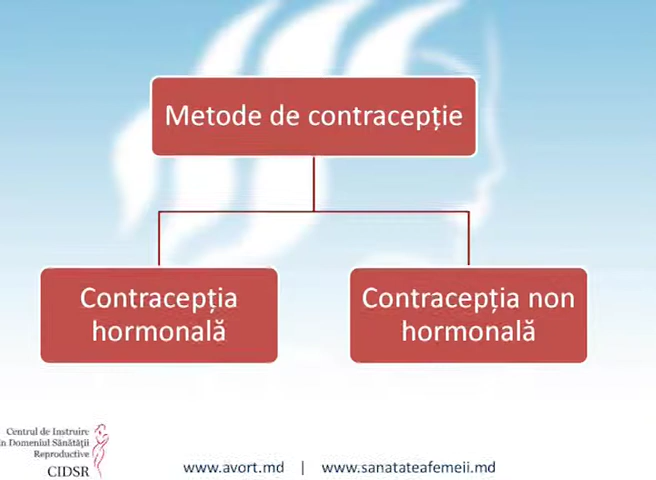 Metode de contracepție
Contracepția
hormonală
Contracepția non
hormonală
Centrul de Instruire
în Domeniul Sănătății
Reproductive
CIDSR
www.avort.md | www.sanatateafemeii.md